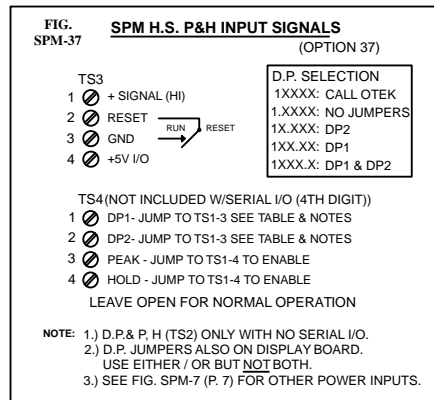 FIG.
SPM-37
SPM H.S. P&H INPUT SIGNALS
(OPTION 37)
TS3
1 + SIGNAL (HI)
2 RESET
3 GND
4 +5V I/O
RUN
RESET
D.P. SELECTION
1XXXX: CALL OTEK
1.XXXX: NO JUMPERS
1X.XXX: DP2
1XX.XX: DP1
1XXX.X: DP1 & DP2
TS4 (NOT INCLUDED W/SERIAL I/O (4TH DIGIT))
1 DP1- JUMP TO TS1-3 SEE TABLE & NOTES
2 DP2- JUMP TO TS1-3 SEE TABLE & NOTES
3 PEAK - JUMP TO TS1-4 TO ENABLE
4 HOLD - JUMP TO TS1-4 TO ENABLE
LEAVE OPEN FOR NORMAL OPERATION
NOTE: 1.) D.P.& P, H (TS2) ONLY WITH NO SERIAL I/O.
2.) D.P. JUMPERS ALSO ON DISPLAY BOARD.
USE EITHER / OR BUT NOT BOTH.
3.) SEE FIG. SPM-7 (P. 7) FOR OTHER POWER INPUTS.